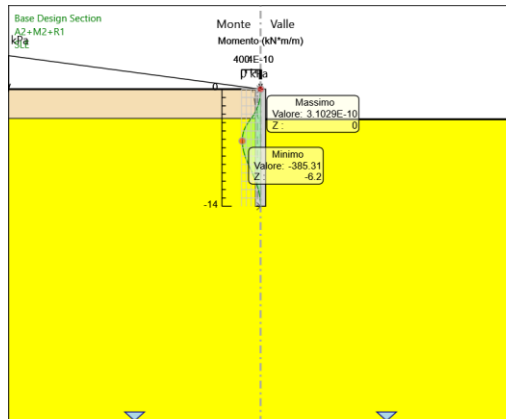 Base Design Section
A2+M2+R1
Monte
Valle
kPa
Momento (kN*m/m)
0
Massimo
Valore: 3.1029E-10
Z : 0
Minimo
Valore: -385.31
Z : -6.2
-14